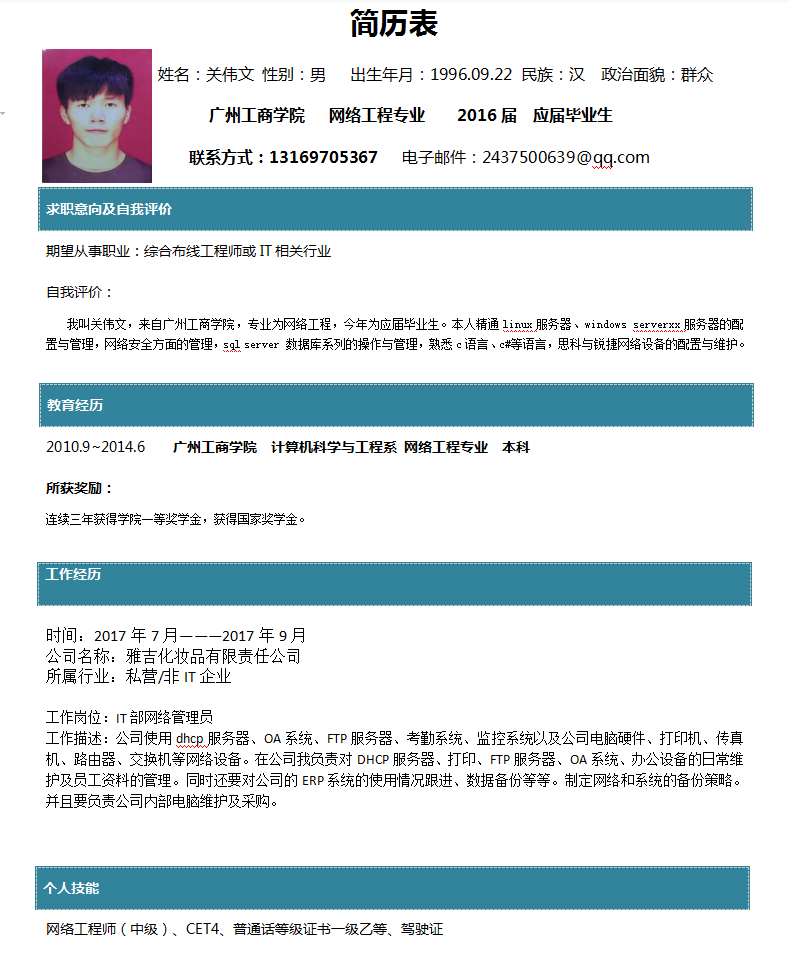 简历表
姓名：关伟文 性别：男 出生年月：1996.09.22 民族：汉 政治面貌：群众
广州工商学院 网络工程专业 2016 届 应届毕业生
联系方式：13169705367 电子邮件：2437500639@qq.com
求职意向及自我评价
期望从事职业：综合布线工程师或 IT 相关行业
自我评价：
我叫关伟文，来自广州工商学院，专业为网络工程，今年为应届毕业生。本人精通 linux 服务器、windows serverxx 服务器的配
置与管理，网络安全方面的管理，sql server 数据库系列的操作与管理，熟悉 c 语言、c#等语言，思科与锐捷网络设备的配置与维护。
教育经历
2010.9~2014.6 广州工商学院 计算机科学与工程系 网络工程专业 本科
所获奖励：
连续三年获得学院一等奖学金，获得国家奖学金。
工作经历
时间：2017 年 7 月———2017 年 9 月
公司名称：雅吉化妆品有限责任公司
所属行业：私营/非 IT 企业
工作岗位：IT 部网络管理员
工作描述：公司使用 dhcp 服务器、OA 系统、FTP 服务器、考勤系统、监控系统以及公司电脑硬件、打印机、传真
机、路由器、交换机等网络设备。在公司我负责对 DHCP 服务器、打印、FTP 服务器、OA 系统、办公设备的日常维
护及员工资料的管理。同时还要对公司的 ERP 系统的使用情况跟进、数据备份等等。制定网络和系统的备份策略。
并且要负责公司内部电脑维护及采购。
个人技能
网络工程师（中级）、CET4、普通话等级证书一级乙等、驾驶证